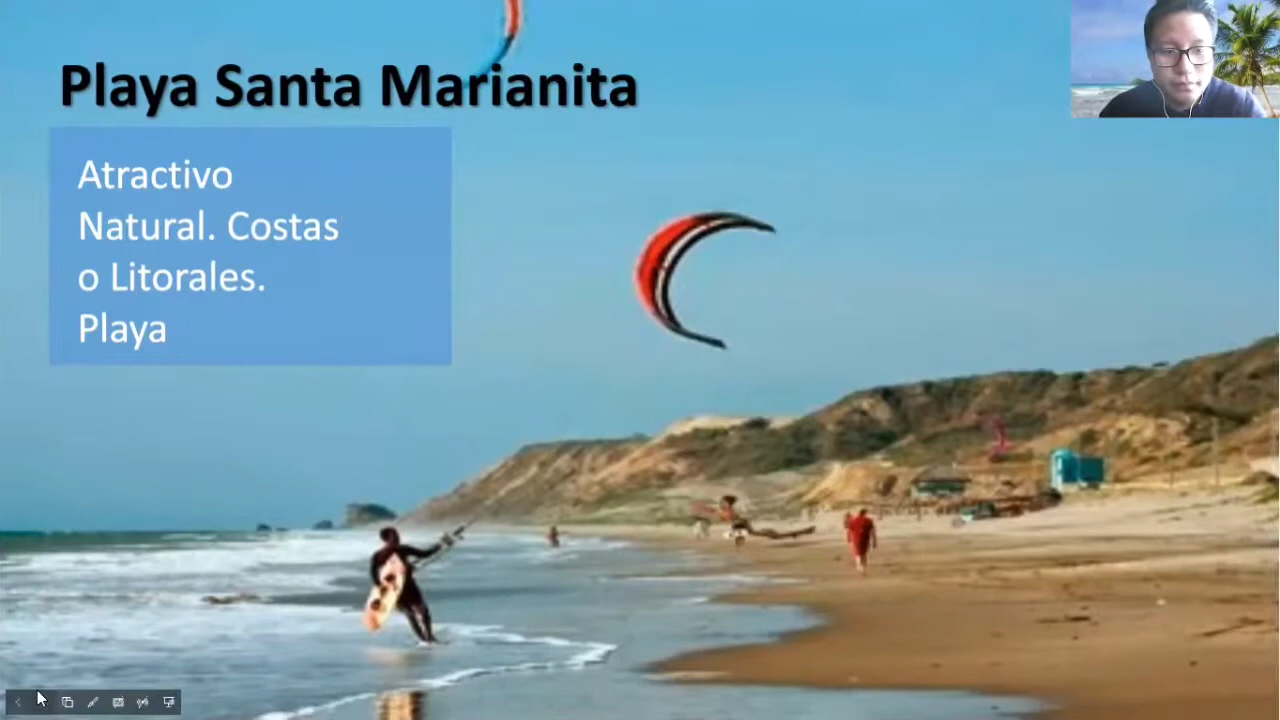 Playa Santa Marianita
Atractivo
Natural. Costas
o Litorales.
Playa